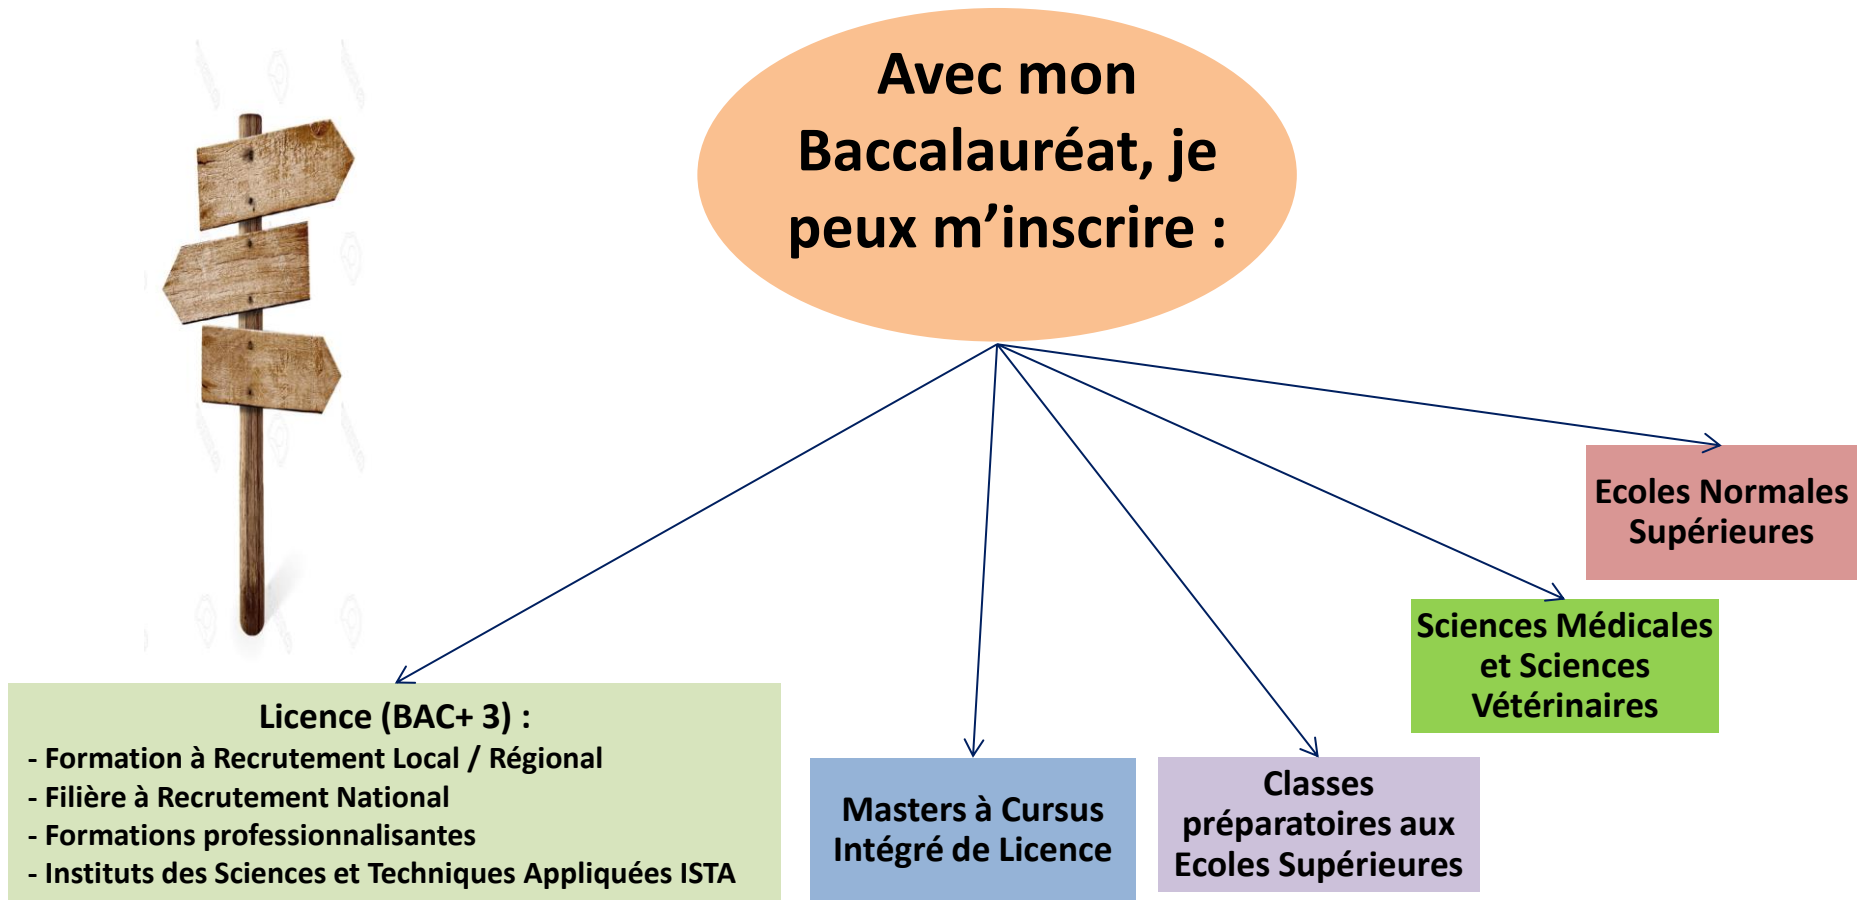 Avec mon
Baccalauréat, je
peux m’inscrire :
Ecoles Normales
Supérieures
Sciences Médicales
et Sciences
Vétérinaires
Licence (BAC+ 3) :
- Formation à Recrutement Local / Régional
- Filière à Recrutement National
- Formations professionnalisantes
- Instituts des Sciences et Techniques Appliquées ISTA
Masters à Cursus
Intégré de Licence
Classes
préparatoires aux
Ecoles Supérieures